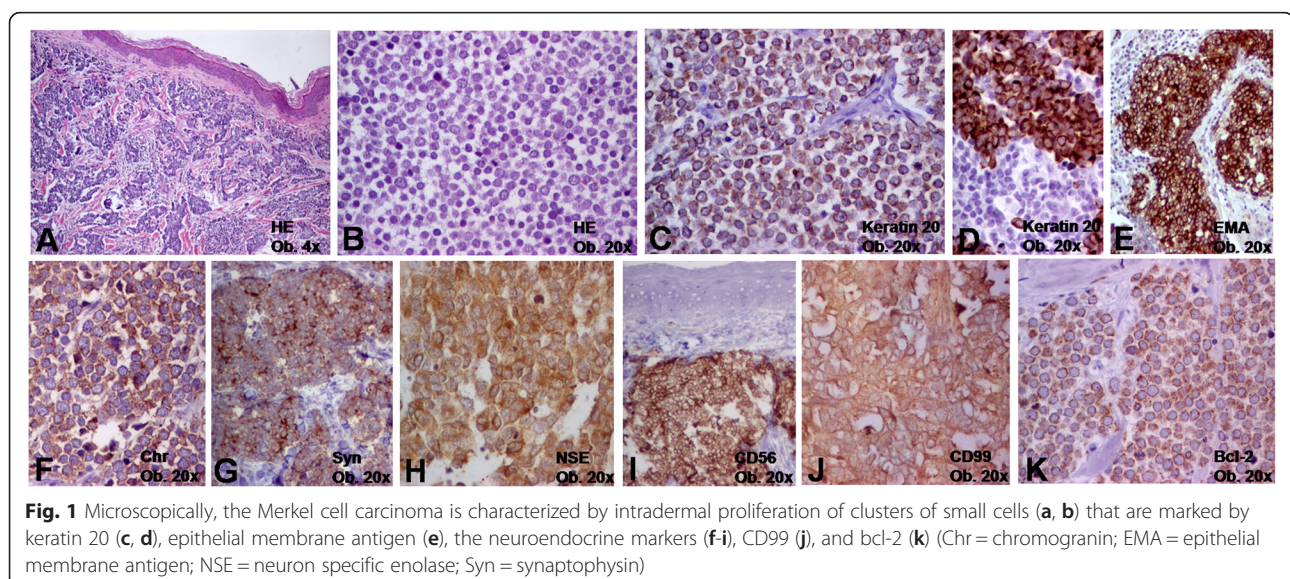 A
HE
Ob. 4x
B
HE
Ob. 20x
C
Keratin 20
Ob. 20x
D
Keratin 20
Ob. 20x
E
EMA
Ob. 20x
F
Chr
Ob. 20x
G
Syn
Ob. 20x
H
NSE
Ob. 20x
I
CD56
Ob. 20x
J
CD99
Ob. 20x
K
Bcl-2
Ob. 20x
Fig. 1 Microscopically, the Merkel cell carcinoma is characterized by intradermal proliferation of clusters of small cells (a, b) that are marked by
keratin 20 (c, d), epithelial membrane antigen (e), the neuroendocrine markers (f-i), CD99 (j), and bcl-2 (k) (Chr = chromogranin; EMA = epithelial
membrane antigen; NSE = neuron specific enolase; Syn = synaptophysin)